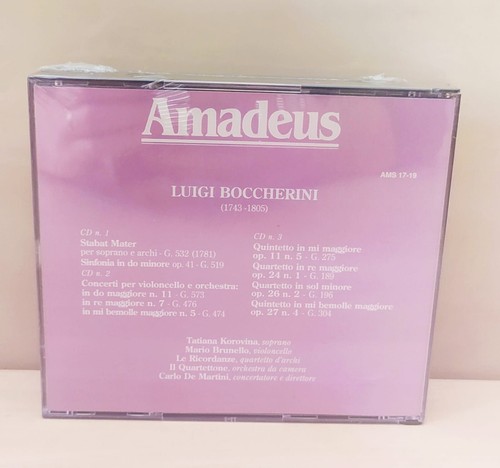 Amadeus
AMS 17-19
LUIGI BOCCHERINI
(1743-1805)
CD n. 1
Stabat Mater
per soprano e archi - G. 532 (1781)
Sinfonia in do minore op. 41 - G. 519
CD n. 2
Concerti per violoncello e orchestra:
in do maggiore n. 11 - G. 573
in re maggiore n. 7 - G. 476
in mi bemolle maggiore n. 5 - G. 474
CD n. 3
Quintetto in mi maggiore
op. 11 n. 5 - G. 275
Quartetto in re maggiore
op. 24 n. 1 - G. 189
Quartetto in sol minore
op. 26 n. 2 - G. 196
Quintetto in mi bemolle maggiore
op. 27 n. 4 - G. 304
Tatiana Korovina, soprano
Mario Brunello, violoncello
Le Ricordanze, quartetto d'archi
Il Quartettone, orchestra da camera
Carlo De Martini, concertatore e direttore